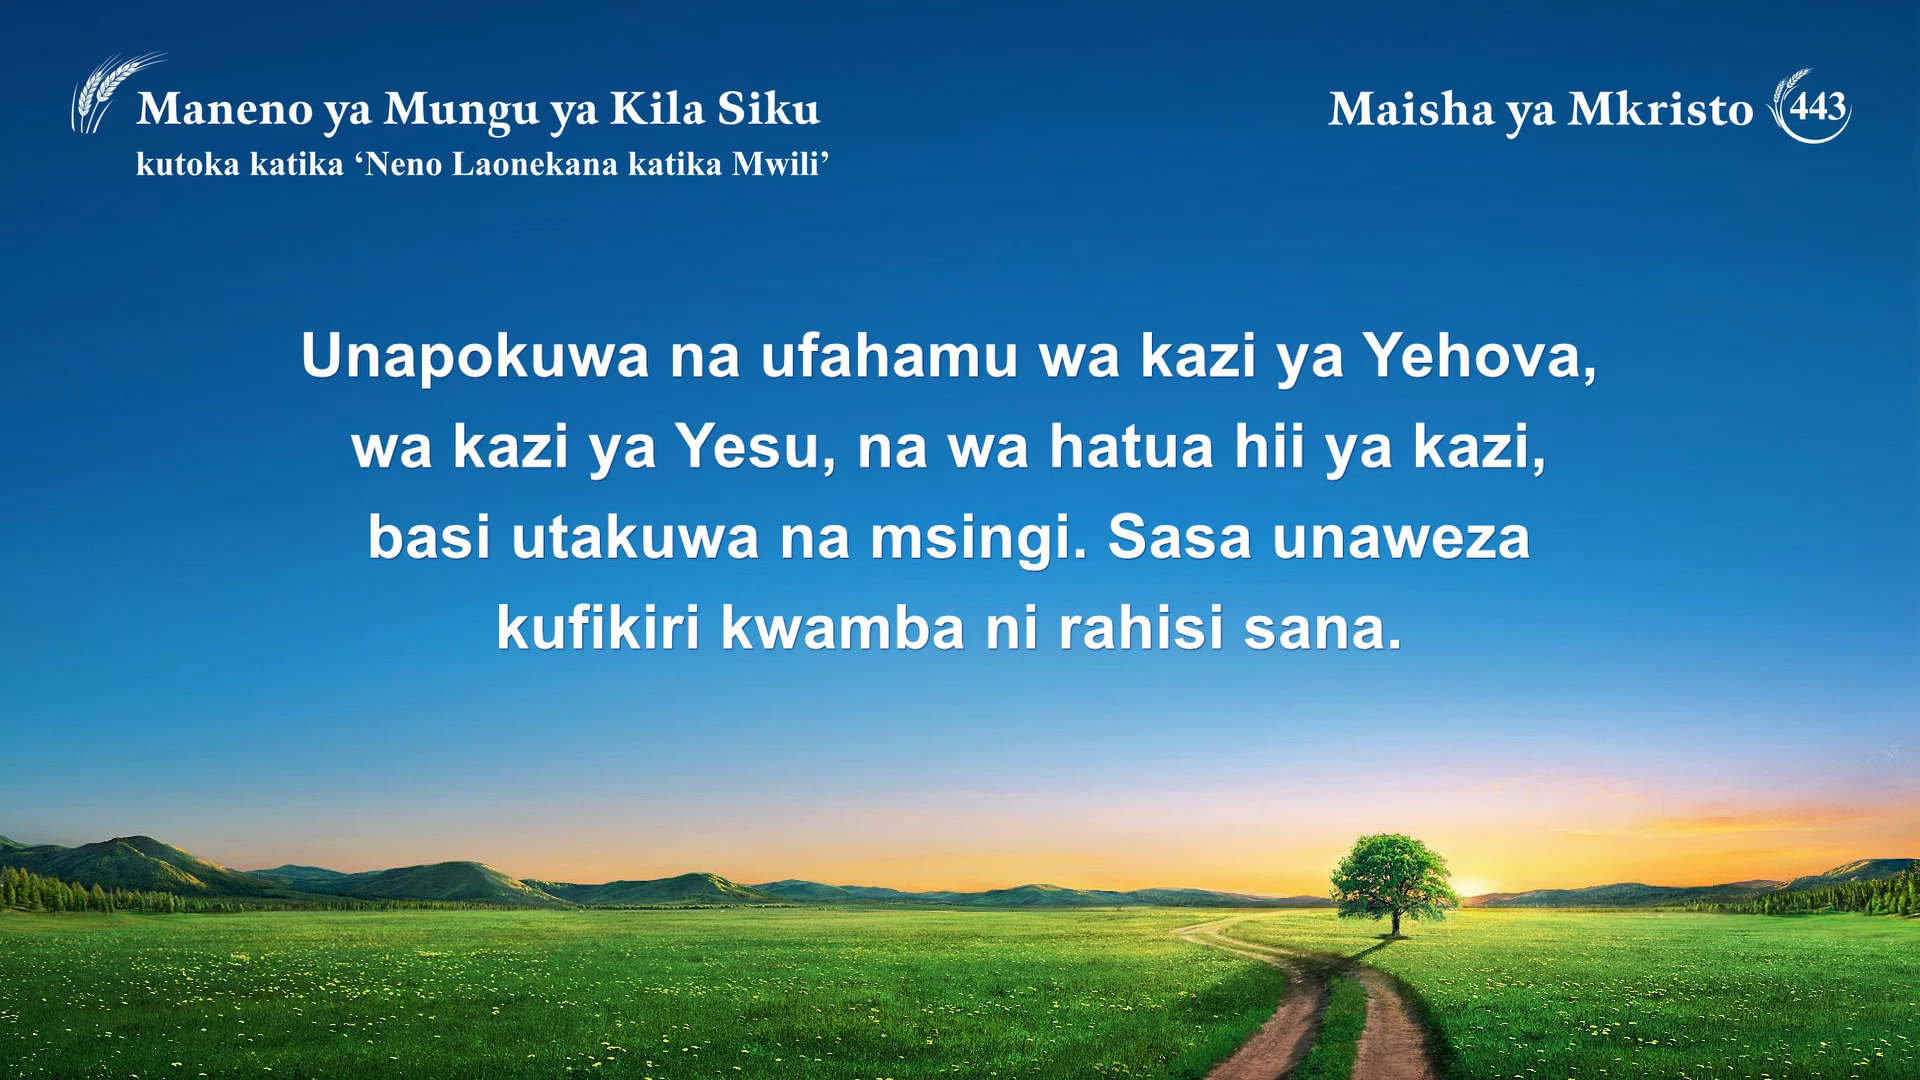 Maneno ya Mungu ya Kila Siku
kutoka katika ‘Neno Laonekana katika Mwili’
Maisha ya Mkristo 443
Unapokuwa na ufahamu wa kazi ya Yehova,
wa kazi ya Yesu, na wa hatua hii ya kazi,
basi utakuwa na msingi. Sasa unaweza
kufikiri kwamba ni rahisi sana.